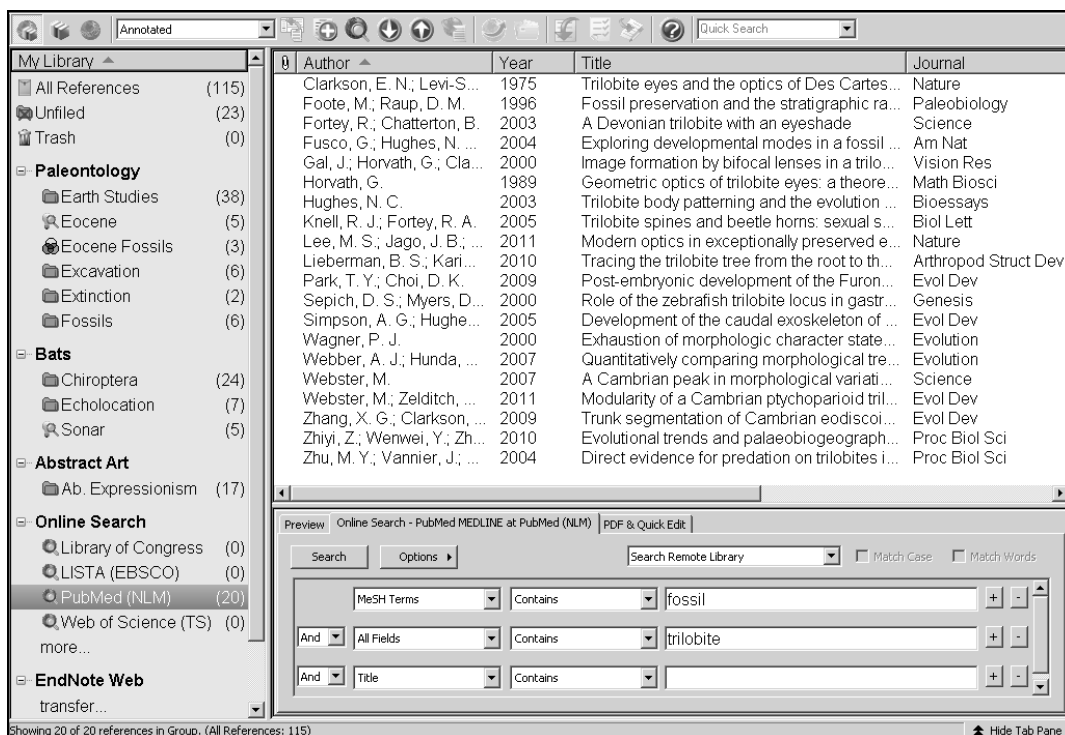 Annotated Quick Search
My Library
All References (115)
Unfiled (23)
Trash (0)
Paleontology
Earth Studies (38)
Eocene (5)
Eocene Fossils (3)
Excavation (6)
Extinction (2)
Fossils (6)
Bats
Chiroptera (24)
Echolocation (7)
Sonar (5)
Abstract Art
Ab. Expressionism (17)
Online Search
Library of Congress (0)
LISTA (EBSCO) (0)
PubMed (NLM) (20)
Web of Science (TS) (0)
more...
EndNote Web
transfer...
Author Year Title Journal
Clarkson, E. N.; Levi-S... 1975 Trilobite eyes and the optics of Des Cartes... Nature
Foote, M.; Raup, D. M. 1996 Fossil preservation and the stratigraphic ra... Paleobiology
Fortey, R.; Chatterton, B. 2003 A Devonian trilobite with an eyeshade Science
Fusco, G.; Hughes, N. ... 2004 Exploring developmental modes in a fossil ... Am Nat
Gal, J.; Horvath, G.; Cla... 2000 Image formation by bifocal lenses in a trilo... Vision Res
Horvath, G. 1989 Geometric optics of trilobite eyes: a theore... Math Biosci
Hughes, N. C. 2003 Trilobite body patterning and the evolution ... Bioessays
Knell, R. J.; Fortey, R. A. 2005 Trilobite spines and beetle horns: sexual s... Biol Lett
Lee, M. S.; Jago, J. B.; ... 2011 Modern optics in exceptionally preserved e... Nature
Lieberman, B. S.; Kari... 2010 Tracing the trilobite tree from the root to th... Arthropod Struct Dev
Park, T. Y.; Choi, D. K. 2009 Post-embryonic development of the Furon... Evol Dev
Sepich, D. S.; Myers, D... 2000 Role of the zebrafish trilobite locus in gastr... Genesis
Simpson, A. G.; Hughe... 2005 Development of the caudal exoskeleton of ... Evol Dev
Wagner, P. J. 2000 Exhaustion of morphologic character state... Evolution
Webber, A. J.; Hunda, ... 2007 Quantitatively comparing morphological tre... Evolution
Webster, M. 2007 A Cambrian peak in morphological variati... Science
Webster, M.; Zelditch, ... 2011 Modularity of a Cambrian ptychoparioid tril... Evol Dev
Zhang, X. G.; Clarkson, ... 2009 Trunk segmentation of Cambrian eodiscoi... Evol Dev
Zhiyi, Z.; Wenwei, Y.; Zh... 2010 Evolutional trends and palaeobiogeograph... Proc Biol Sci
Zhu, M. Y.; Vannier, J.; ... 2004 Direct evidence for predation on trilobites i... Proc Biol Sci
Preview Online Search - PubMed MEDLINE at PubMed (NLM) PDF & Quick Edit
Search Options Search Remote Library Match Case Match Words
MeSH Terms Contains fossil + -
And All Fields Contains trilobite + -
And Title Contains + -
Showing 20 of 20 references in Group. (All References: 115) Hide Tab Pane